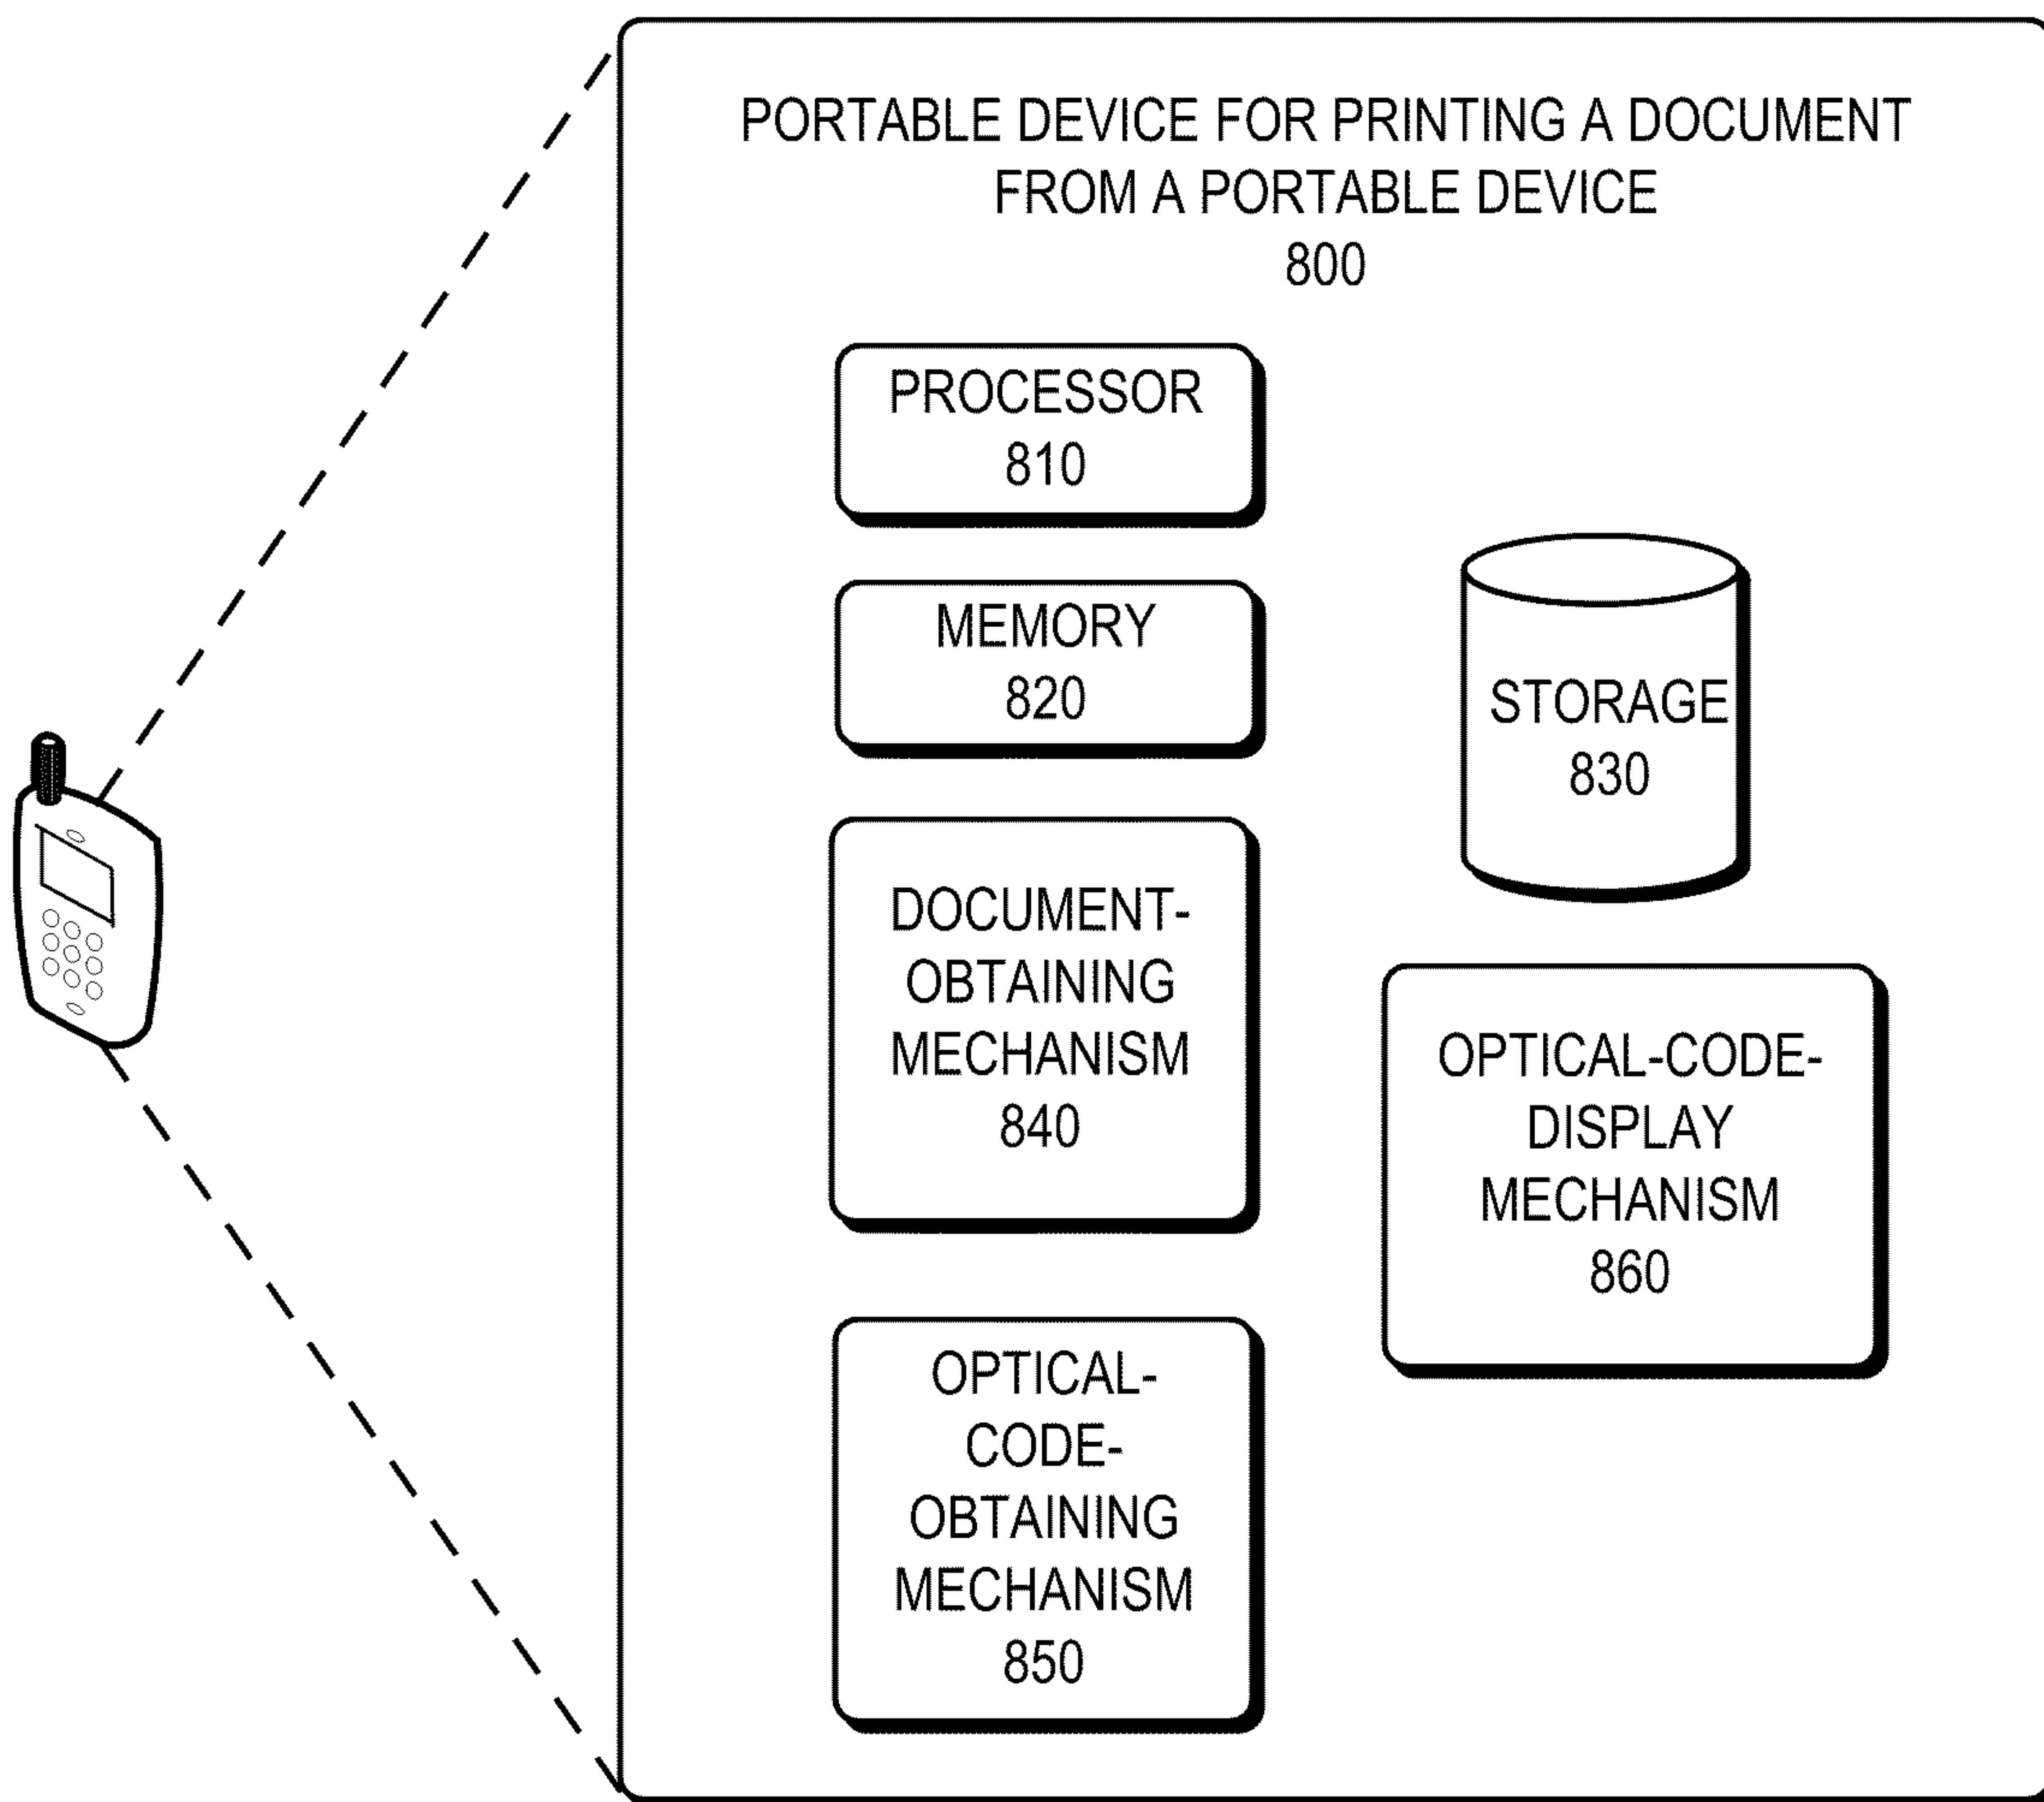 PORTABLE DEVICE FOR PRINTING A DOCUMENT
FROM A PORTABLE DEVICE
800
PROCESSOR
810
MEMORY
820
STORAGE
830
DOCUMENT-
OBTAINING
MECHANISM
840
OPTICAL-CODE-
DISPLAY
MECHANISM
860
OPTICAL-
CODE-
OBTAINING
MECHANISM
850